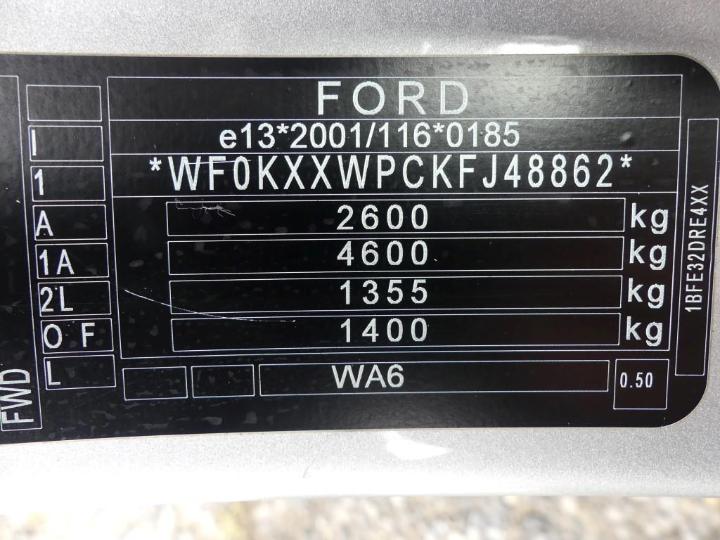 FORD
I
e13*2001/116*0185
1
*WF0KXXWPCKFJ48862*
A
2600 kg
1A
4600 kg
2L
1355 kg
O F
1400 kg
L
WA6
0.50
FWD
1BFE32DRE4XX